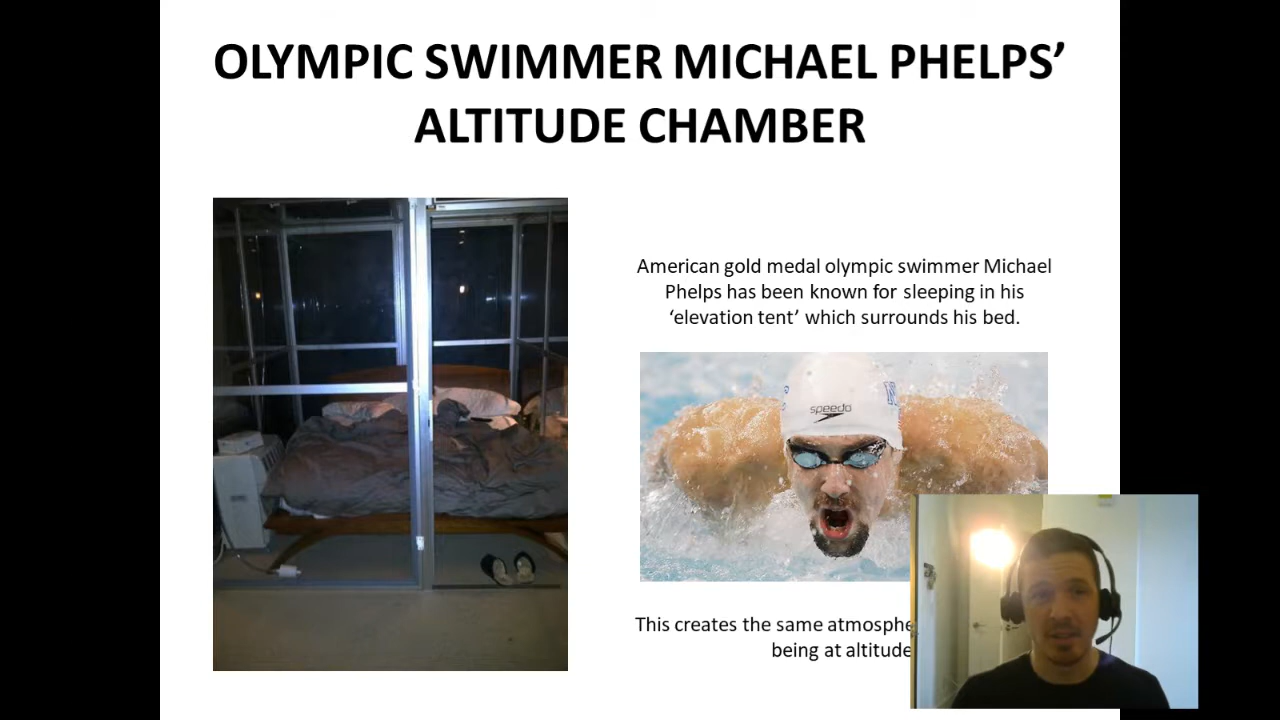 OLYMPIC SWIMMER MICHAEL PHELPS’
ALTITUDE CHAMBER
American gold medal olympic swimmer Michael
Phelps has been known for sleeping in his
‘elevation tent’ which surrounds his bed.
speedo
This creates the same
being at altitude